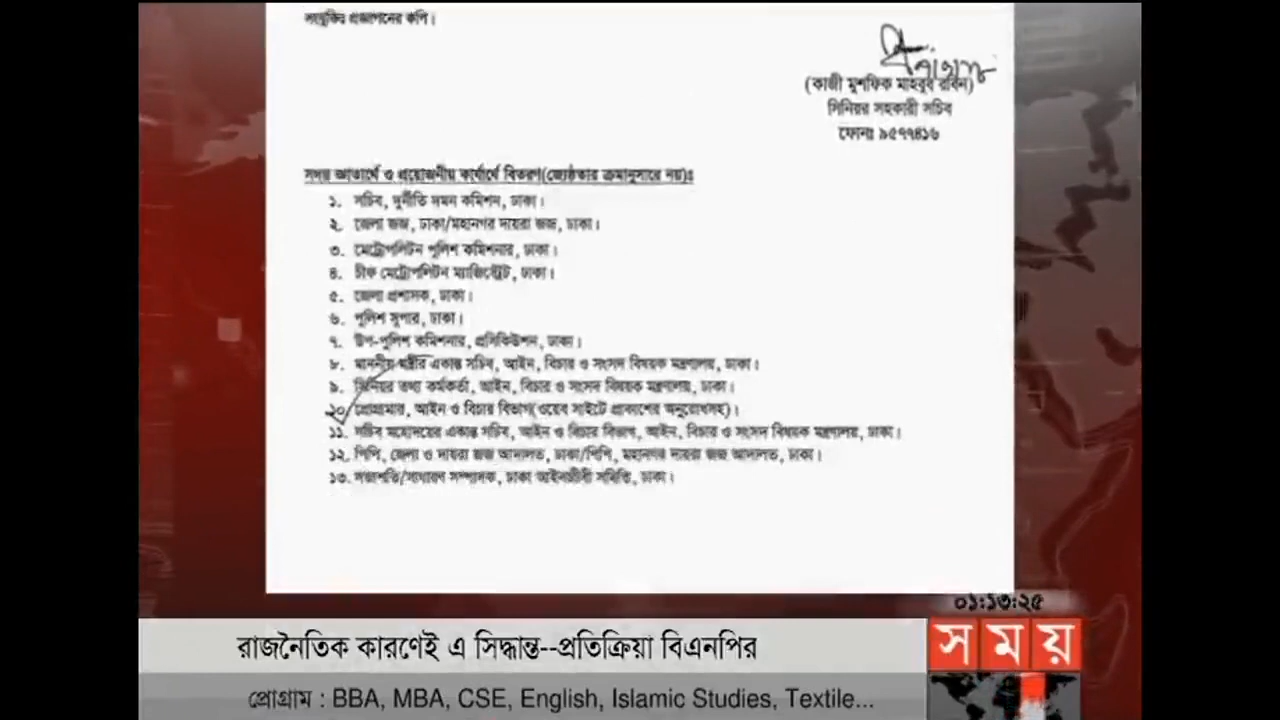 সংযুক্তিঃ প্রজ্ঞাপনের কপি।
(কাজী মুশফিক মাহবুব রবিন)
সিনিয়র সহকারী সচিব
ফোনঃ ৯৫৭৭৪১৬
সদয় জ্ঞাতার্থে ও প্রয়োজনীয় কার্যার্থে বিতরণ(জ্যেষ্ঠতার ক্রমানুসারে নয়)ঃ
১. সচিব, দুর্নীতি দমন কমিশন, ঢাকা।
২. জেলা জজ, ঢাকা/মহানগর দায়রা জজ, ঢাকা।
৩. মেট্রোপলিটন পুলিশ কমিশনার, ঢাকা।
৪. চীফ মেট্রোপলিটন ম্যাজিস্ট্রেট, ঢাকা।
৫. জেলা প্রশাসক, ঢাকা।
৬. পুলিশ সুপার, ঢাকা।
৭. উপ-পুলিশ কমিশনার, প্রসিকিউশন, ঢাকা।
৮. মাননীয় মন্ত্রীর একান্ত সচিব, আইন, বিচার ও সংসদ বিষয়ক মন্ত্রণালয়, ঢাকা।
৯. সিনিয়র তথ্য কর্মকর্তা, আইন, বিচার ও সংসদ বিষয়ক মন্ত্রণালয়, ঢাকা।
১০. প্রোগ্রামার, আইন ও বিচার বিভাগ(ওয়েব সাইটে প্রকাশের অনুরোধসহ)।
১১. সচিব মহোদয়ের একান্ত সচিব, আইন ও বিচার বিভাগ, আইন, বিচার ও সংসদ বিষয়ক মন্ত্রণালয়, ঢাকা।
১২. পিপি, জেলা ও দায়রা জজ আদালত, ঢাকা/পিপি, মহানগর দায়রা জজ আদালত, ঢাকা।
১৩. সভাপতি/সাধারণ সম্পাদক, ঢাকা আইনজীবী সমিতি, ঢাকা।
০১:১৩:২৫
রাজনৈতিক কারণেই এ সিদ্ধান্ত--প্রতিক্রিয়া বিএনপির
সময়
প্রোগ্রাম : BBA, MBA, CSE, English, Islamic Studies, Textile...